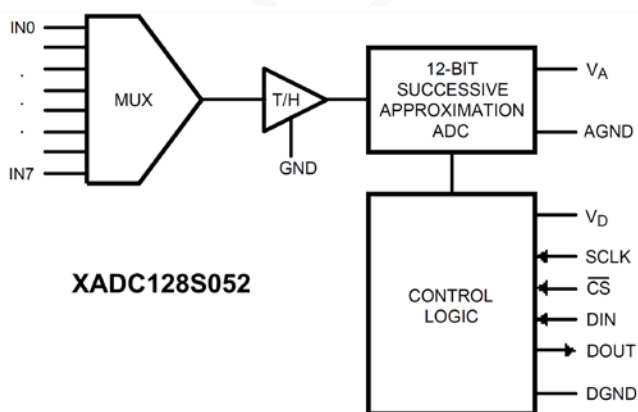 IN0
.
.
.
IN7
MUX
T/H
GND
12-BIT
SUCCESSIVE
APPROXIMATION
ADC
VA
AGND
XADC128S052
CONTROL
LOGIC
VD
SCLK
C̅S̅
DIN
DOUT
DGND